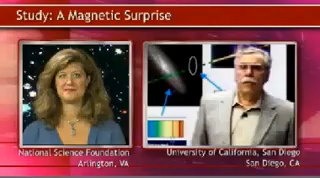 Study: A Magnetic Surprise
National Science Foundation
Arlington, VA
University of California, San Diego
San Diego, CA